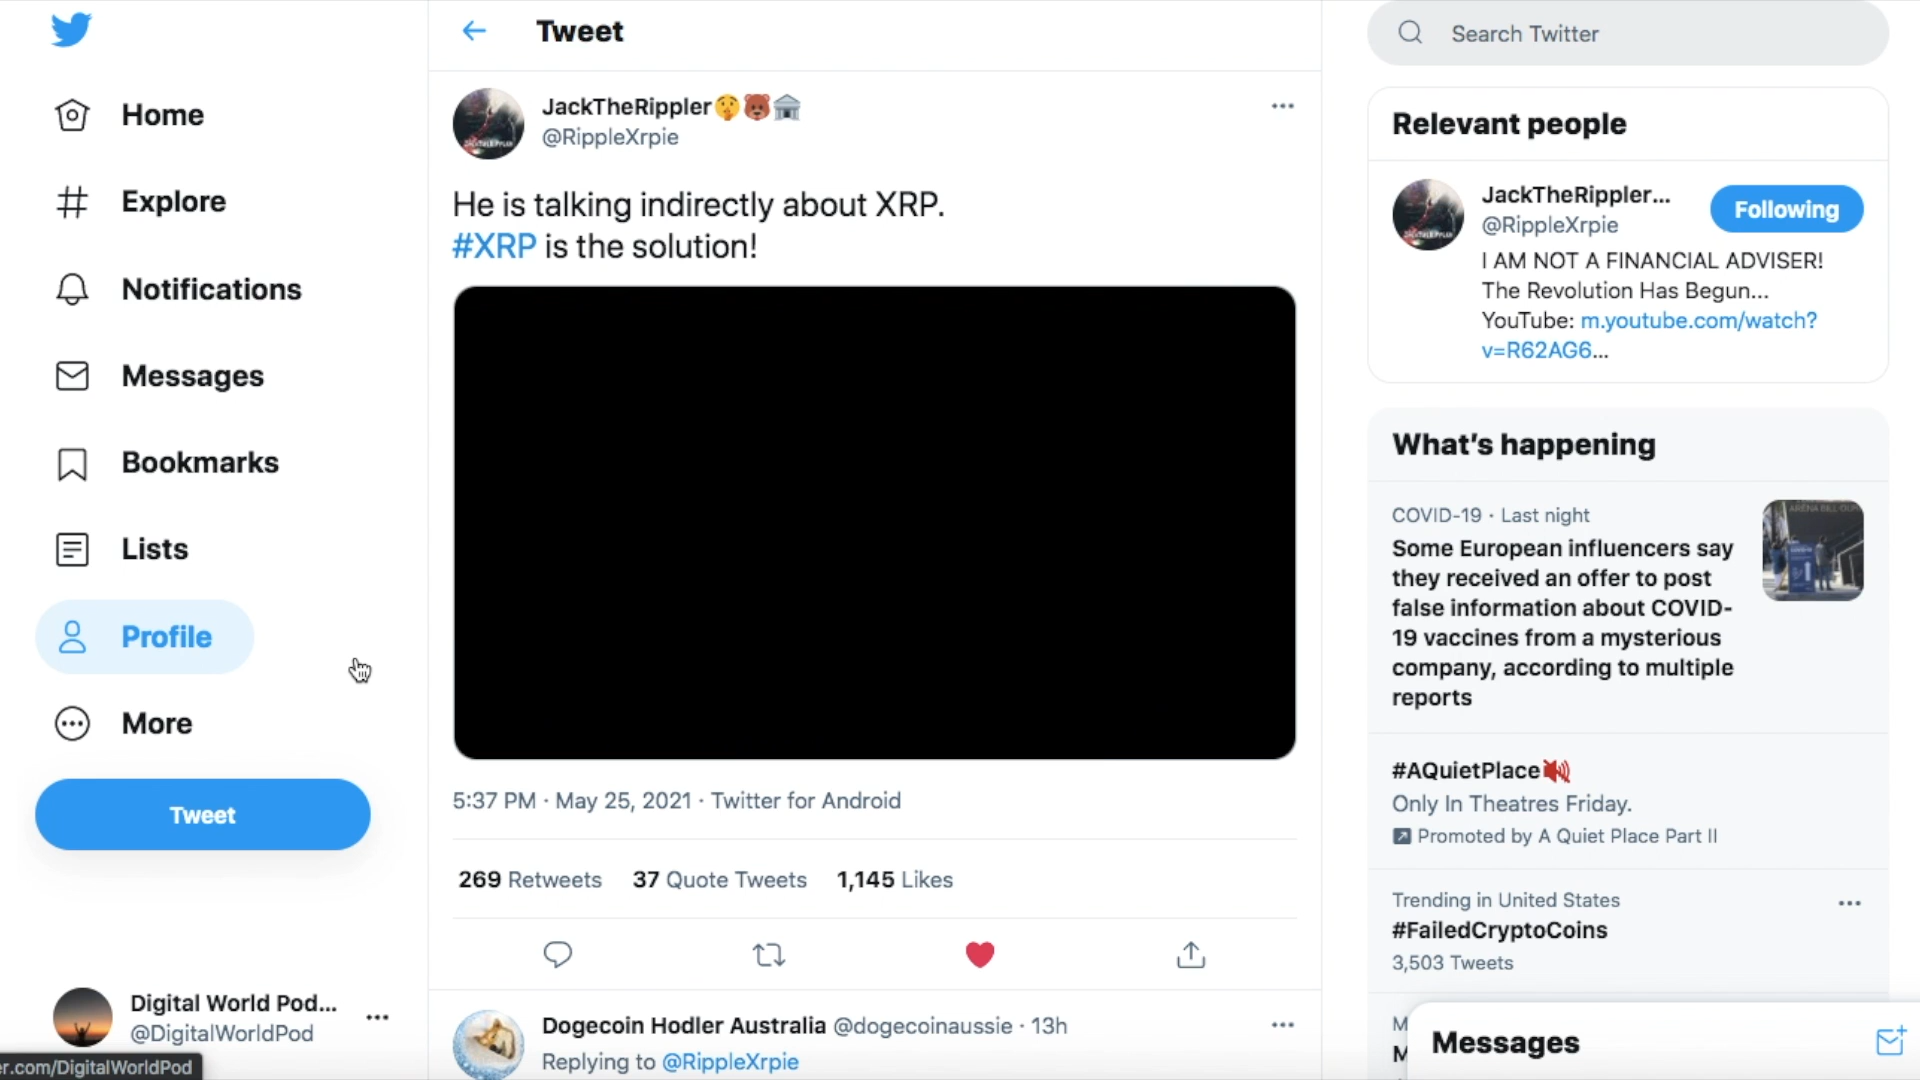 Home
Explore
Notifications
Messages
Bookmarks
Lists
Profile
More
Tweet
Digital World Pod...
@DigitalWorldPod
er.com/DigitalWorldPod
Tweet
JackTheRippler🤫🐻🏛️
@RippleXrpie
He is talking indirectly about XRP.
#XRP is the solution!
5:37 PM · May 25, 2021 · Twitter for Android
269 Retweets 37 Quote Tweets 1,145 Likes
Dogecoin Hodler Australia @dogecoinaussie · 13h
Replying to @RippleXrpie
Search Twitter
Relevant people
JackTheRippler...
@RippleXrpie
Following
I AM NOT A FINANCIAL ADVISER!
The Revolution Has Begun...
YouTube: m.youtube.com/watch?
v=R62AG6...
What's happening
COVID-19 · Last night
Some European influencers say
they received an offer to post
false information about COVID-
19 vaccines from a mysterious
company, according to multiple
reports
#AQuietPlace
Only In Theatres Friday.
Promoted by A Quiet Place Part II
Trending in United States
#FailedCryptoCoins
3,503 Tweets
Messages